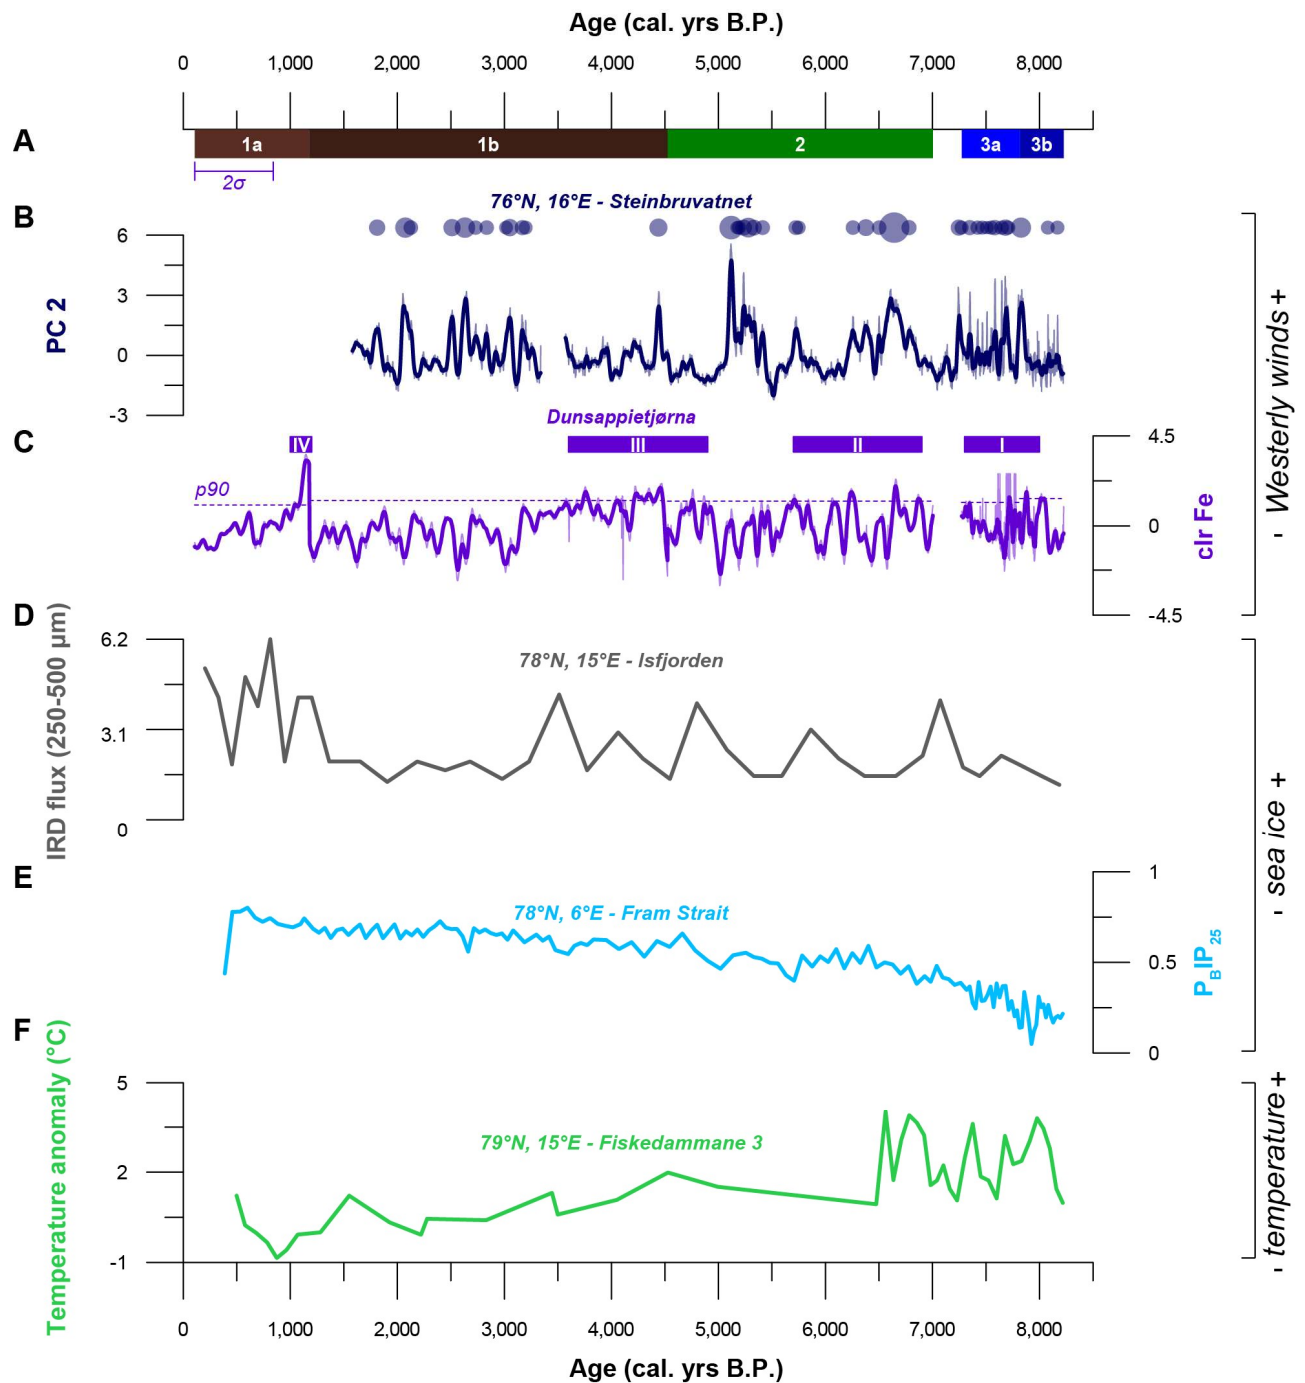 Age (cal. yrs B.P.)
0 1,000 2,000 3,000 4,000 5,000 6,000 7,000 8,000
A
1a 1b 2 3a 3b
2σ
B
76°N, 16°E - Steinbruvatnet
PC 2
6
3
0
-3
- Westerly winds +
C
Dunsappietjørna
IV III II I
p90
clr Fe
4.5
0
-4.5
D
78°N, 15°E - Isfjorden
IRD flux (250-500 µm)
6.2
3.1
0
- sea ice +
E
78°N, 6°E - Fram Strait
1
0.5
0
PBIP25
F
79°N, 15°E - Fiskedammane 3
Temperature anomaly (°C)
5
2
-1
- temperature +
0 1,000 2,000 3,000 4,000 5,000 6,000 7,000 8,000
Age (cal. yrs B.P.)